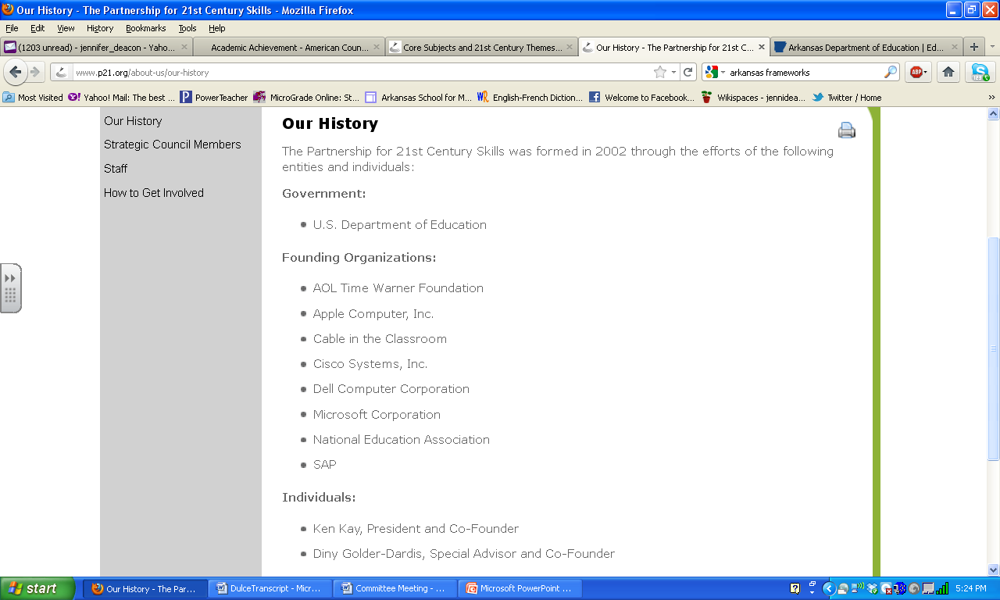 Our History - The Partnership for 21st Century Skills - Mozilla Firefox
File Edit View History Bookmarks Tools Help
(1203 unread) - jennifer_deacon - Yaho...
Academic Achievement - American Coun...
Core Subjects and 21st Century Themes...
Our History - The Partnership for 21st C...
Arkansas Department of Education | Ed...
www.p21.org/about-us/our-history
arkansas frameworks
ABP
Most Visited
Yahoo! Mail: The best ...
PowerTeacher
MicroGrade Online: St...
Arkansas School for M...
English-French Diction...
Welcome to Facebook...
Wikispaces - jennidea...
Twitter / Home
Our History
Strategic Council Members
Staff
How to Get Involved
Our History
The Partnership for 21st Century Skills was formed in 2002 through the efforts of the following
entities and individuals:
Government:
U.S. Department of Education
Founding Organizations:
AOL Time Warner Foundation
Apple Computer, Inc.
Cable in the Classroom
Cisco Systems, Inc.
Dell Computer Corporation
Microsoft Corporation
National Education Association
SAP
Individuals:
Ken Kay, President and Co-Founder
Diny Golder-Dardis, Special Advisor and Co-Founder
start
Our History - The Par...
DulceTranscript - Micr...
Committee Meeting - ...
Microsoft PowerPoint ...
5:24 PM